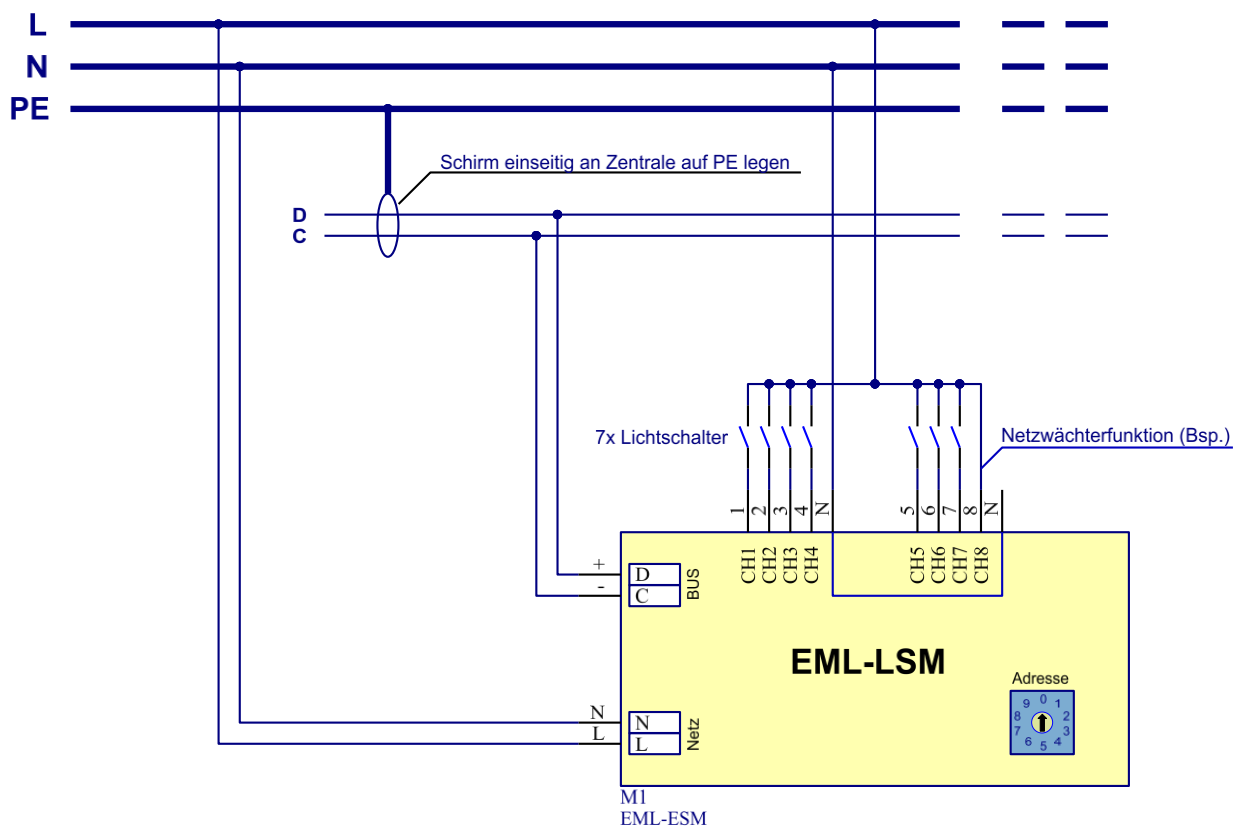 L
N
PE
Schirm einseitig an Zentrale auf PE legen
D
C
7x Lichtschalter
Netzwächterfunktion (Bsp.)
1 2 3 4 N 5 6 7 8 N
CH1 CH2 CH3 CH4 CH5 CH6 CH7 CH8
+ D
- C
BUS
EML-LSM
Adresse
0 1 2 3 4 5 6 7 8 9
N N
L L
Netz
M1
EML-ESM